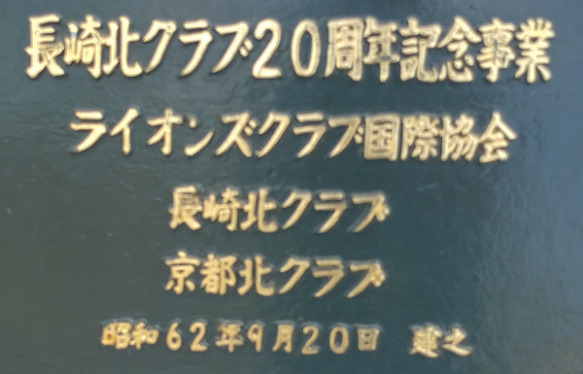 長崎北クラブ20周年記念事業
ライオンズクラブ国際協会
長崎北クラブ
京都北クラブ
昭和62年9月20日 建之